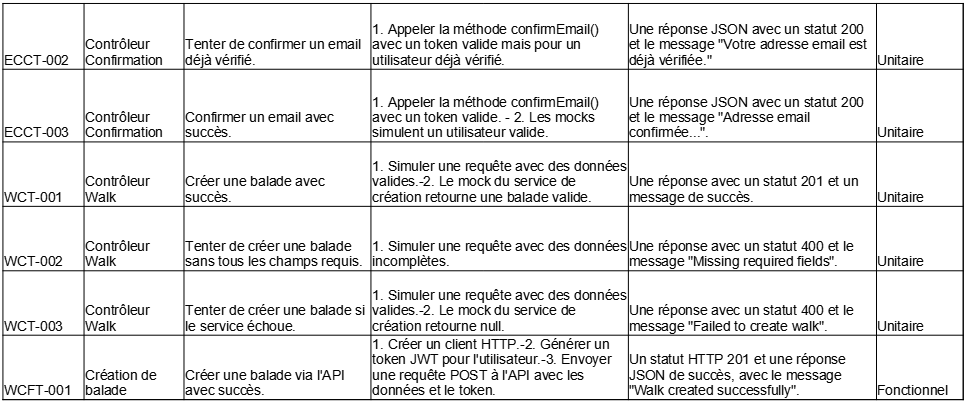 ECCT-002 Contrôleur Confirmation Tenter de confirmer un email déjà vérifié. 1. Appeler la méthode confirmEmail() avec un token valide mais pour un utilisateur déjà vérifié. Une réponse JSON avec un statut 200 et le message "Votre adresse email est déjà vérifiée." Unitaire
ECCT-003 Contrôleur Confirmation Confirmer un email avec succès. 1. Appeler la méthode confirmEmail() avec un token valide. - 2. Les mocks simulent un utilisateur valide. Une réponse JSON avec un statut 200 et le message "Adresse email confirmée...". Unitaire
WCT-001 Contrôleur Walk Créer une balade avec succès. 1. Simuler une requête avec des données valides.-2. Le mock du service de création retourne une balade valide. Une réponse avec un statut 201 et un message de succès. Unitaire
WCT-002 Contrôleur Walk Tenter de créer une balade sans tous les champs requis. 1. Simuler une requête avec des données incomplètes. Une réponse avec un statut 400 et le message "Missing required fields". Unitaire
WCT-003 Contrôleur Walk Tenter de créer une balade si le service échoue. 1. Simuler une requête avec des données valides.-2. Le mock du service de création retourne null. Une réponse avec un statut 400 et le message "Failed to create walk". Unitaire
WCFT-001 Création de balade Créer une balade via l'API avec succès. 1. Créer un client HTTP.-2. Générer un token JWT pour l'utilisateur.-3. Envoyer une requête POST à l'API avec les données et le token. Un statut HTTP 201 et une réponse JSON de succès, avec le message "Walk created successfully". Fonctionnel